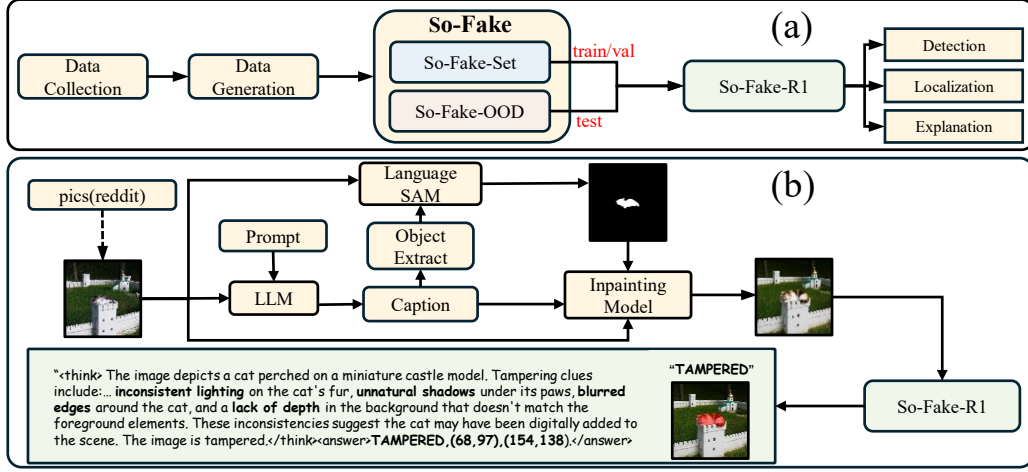 So-Fake
(a)
Data
Collection
Data
Generation
So-Fake-Set
So-Fake-OOD
train/val
test
So-Fake-R1
Detection
Localization
Explanation
(b)
pics(reddit)
Prompt
LLM
Language
SAM
Object
Extract
Caption
Inpainting
Model
"TAMPERED"
So-Fake-R1
"<think> The image depicts a cat perched on a miniature castle model. Tampering clues
include:... inconsistent lighting on the cat's fur, unnatural shadows under its paws, blurred
edges around the cat, and a lack of depth in the background that doesn't match the
foreground elements. These inconsistencies suggest the cat may have been digitally added to
the scene. The image is tampered.</think><answer>TAMPERED,(68,97),(154,138).</answer>